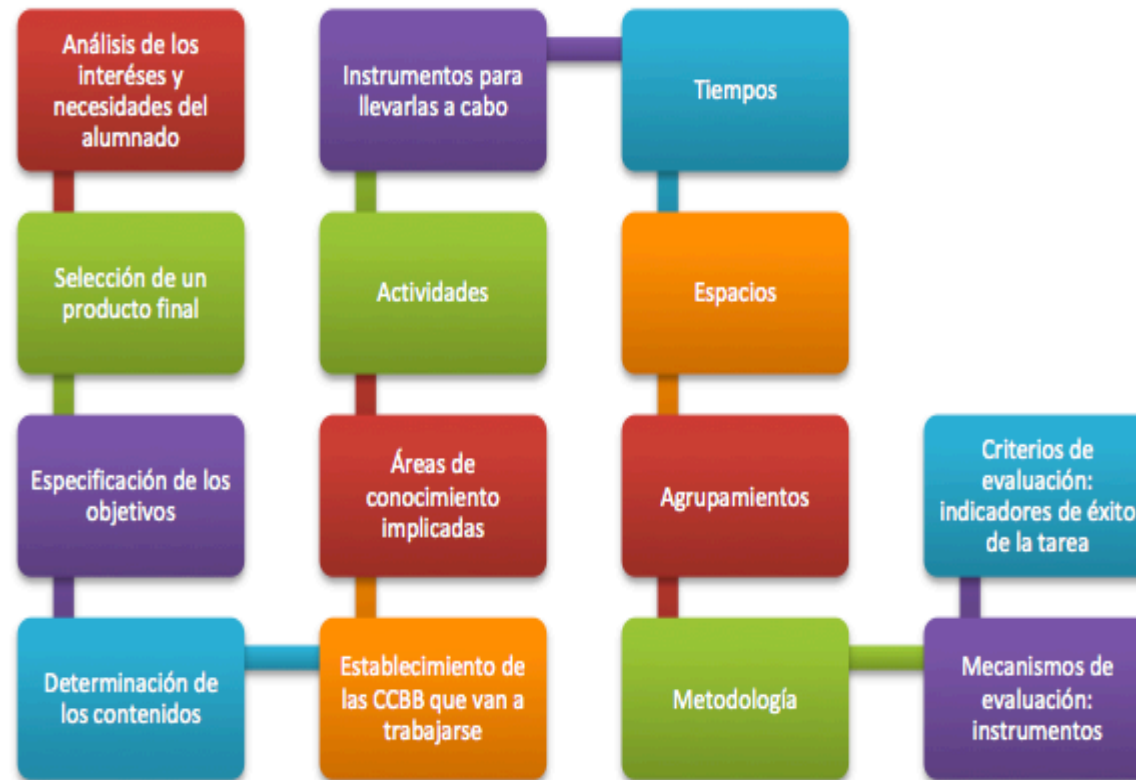 Análisis de los
interéses y
necesidades del
alumnado
Selección de un
producto final
Especificación de los
objetivos
Determinación de
los contenidos
Establecimiento de
las CCBB que van a
trabajarse
Áreas de
conocimiento
implicadas
Actividades
Instrumentos para
llevarlas a cabo
Tiempos
Espacios
Agrupamientos
Metodología
Mecanismos de
evaluación:
instrumentos
Criterios de
evaluación:
indicadores de éxito
de la tarea